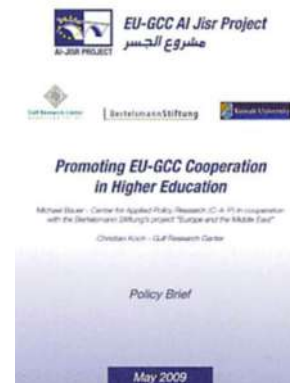 EU-GCC Al Jisr Project
مشروع الجسر
AL-JISR PROJECT
Gulf Research Center
BertelsmannStiftung
Kuwait University
Promoting EU-GCC Cooperation
in Higher Education
Michael Bauer - Center for Applied Policy Research (C·A·P) in cooperation
with the Bertelsmann Stiftung's project "Europe and the Middle East"
Christian Koch - Gulf Research Center
Policy Brief
May 2009